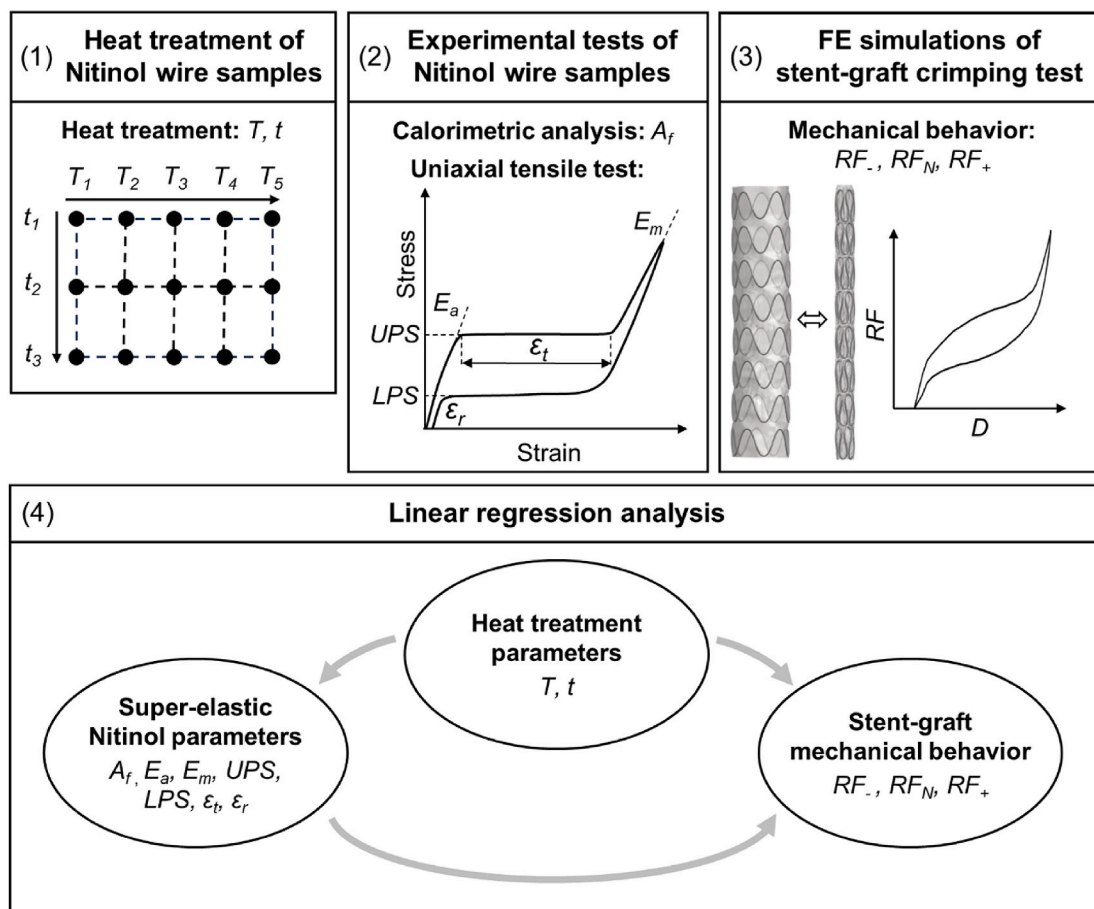 (1) Heat treatment of
Nitinol wire samples
Heat treatment: T, t
T1 T2 T3 T4 T5
t1
t2
t3
(2) Experimental tests of
Nitinol wire samples
Calorimetric analysis: Af
Uniaxial tensile test:
Stress
Em
Ea
UPS
εt
LPS
εr
Strain
(3) FE simulations of
stent-graft crimping test
Mechanical behavior:
RF-, RFN, RF+
RF
D
(4) Linear regression analysis
Heat treatment
parameters
T, t
Super-elastic
Nitinol parameters
Af, Ea, Em, UPS,
LPS, εt, εr
Stent-graft
mechanical behavior
RF-, RFN, RF+